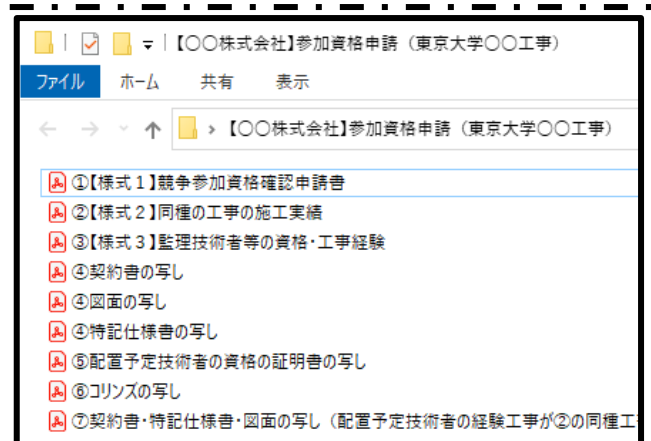 【〇〇株式会社】参加資格申請（東京大学〇〇工事）
ファイル ホーム 共有 表示
【〇〇株式会社】参加資格申請（東京大学〇〇工事）
①【様式１】競争参加資格確認申請書
②【様式２】同種の工事の施工実績
③【様式３】監理技術者等の資格・工事経験
④契約書の写し
④図面の写し
④特記仕様書の写し
⑤配置予定技術者の資格の証明書の写し
⑥コリンズの写し
⑦契約書・特記仕様書・図面の写し（配置予定技術者の経験工事が②の同種工